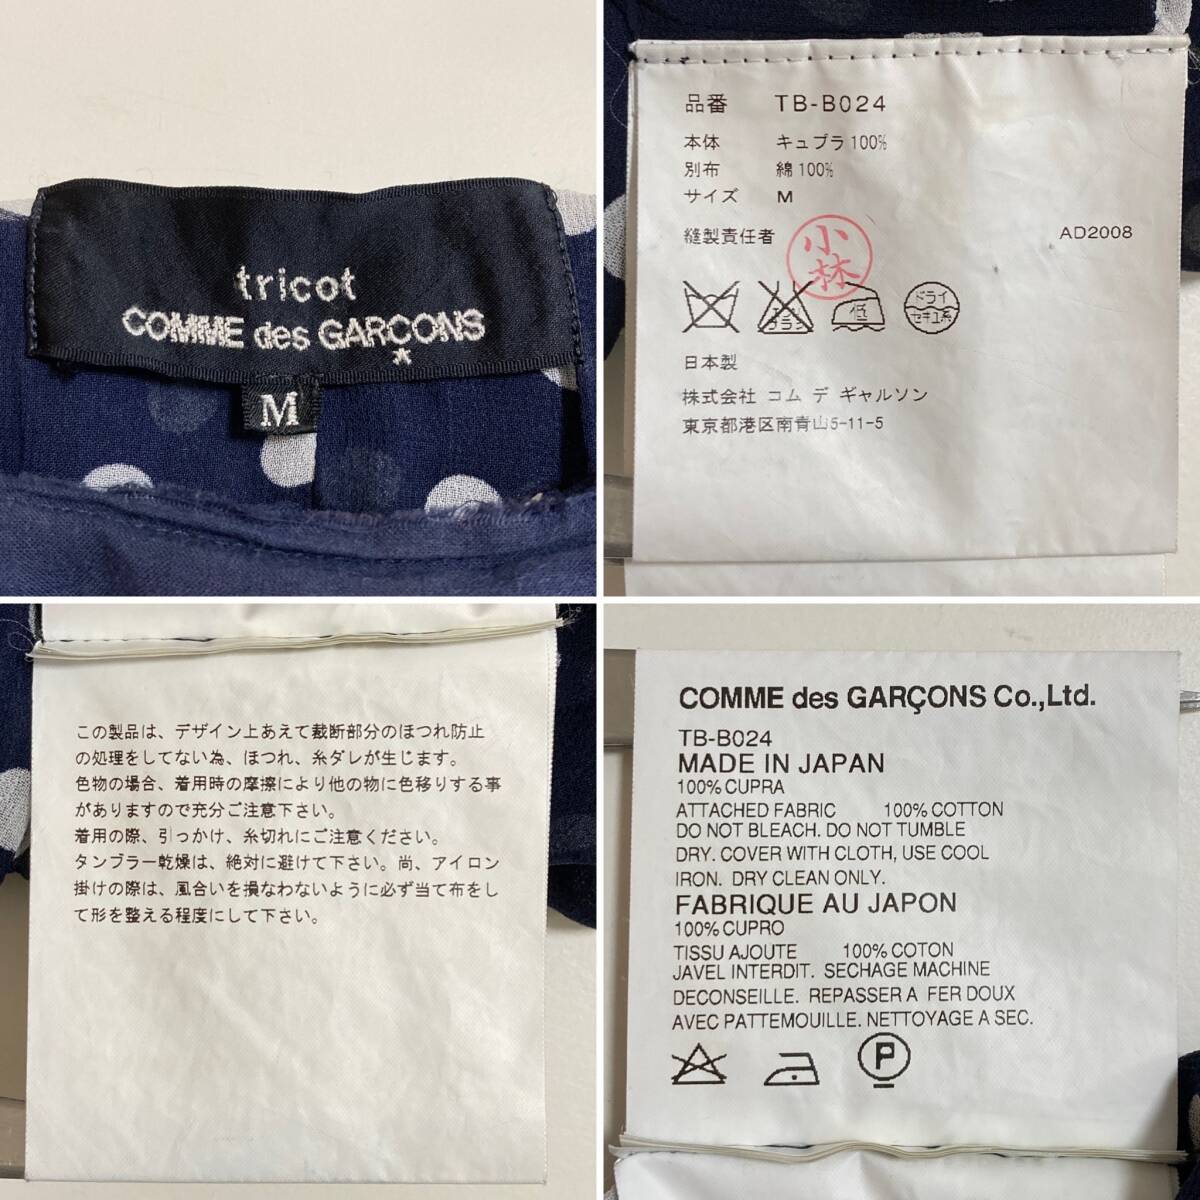 tricot
COMME des GARÇONS
*
M
品番 TB-B024
本体 キュプラ100%
別布 綿100%
サイズ M
縫製責任者 小林 AD2008
低 ドライ
セキユ系
日本製
株式会社 コム デ ギャルソン
東京都港区南青山5-11-5
この製品は、デザイン上あえて裁断部分のほつれ防止
の処理をしてない為、ほつれ、糸ダレが生じます。
色物の場合、着用時の摩擦により他の物に色移りする事
がありますので充分ご注意下さい。
着用の際、引っかけ、糸切れにご注意ください。
タンブラー乾燥は、絶対に避けて下さい。尚、アイロン
掛けの際は、風合いを損なわないように必ず当て布をし
て形を整える程度にして下さい。
COMME des GARÇONS Co.,Ltd.
TB-B024
MADE IN JAPAN
100% CUPRA
ATTACHED FABRIC 100% COTTON
DO NOT BLEACH. DO NOT TUMBLE
DRY. COVER WITH CLOTH, USE COOL
IRON. DRY CLEAN ONLY.
FABRIQUE AU JAPON
100% CUPRO
TISSU AJOUTE 100% COTON
JAVEL INTERDIT. SECHAGE MACHINE
DECONSEILLE. REPASSER A FER DOUX
AVEC PATTEMOUILLE. NETTOYAGE A SEC.
P